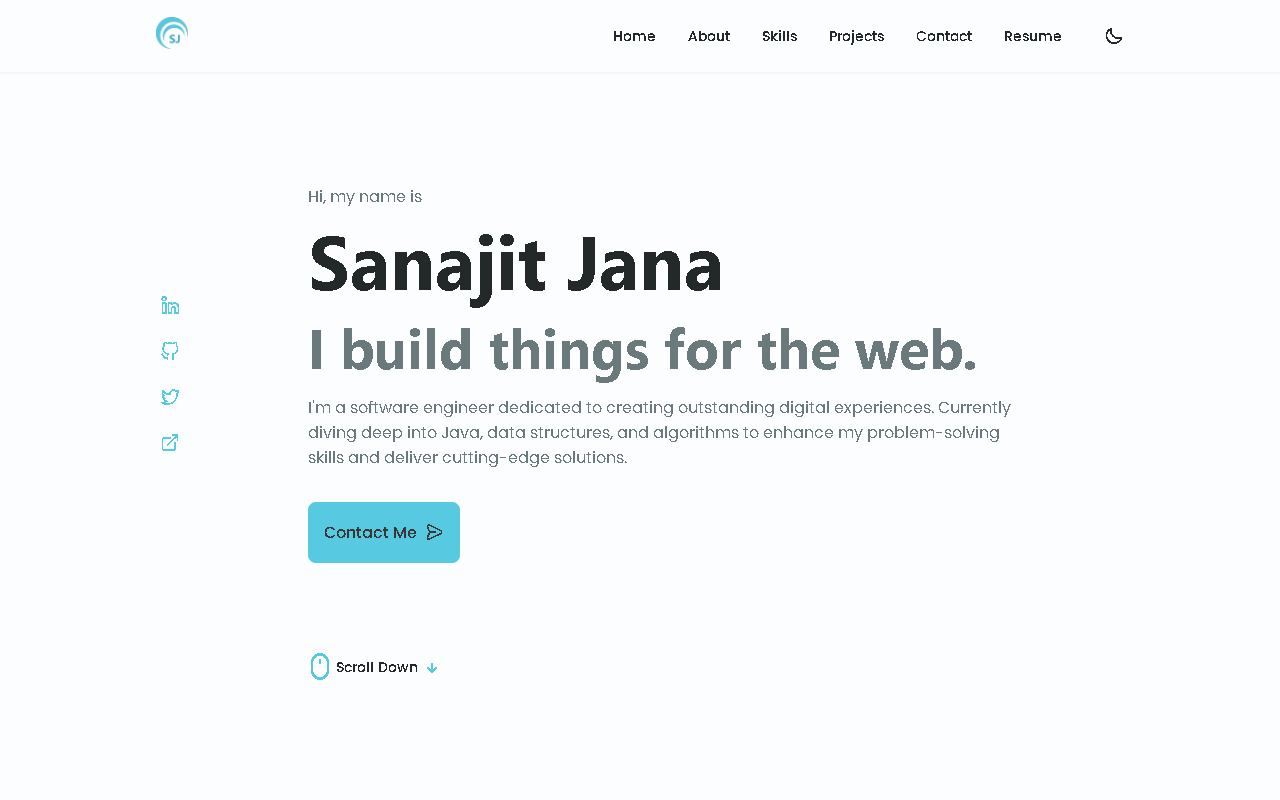 SJ
Home About Skills Projects Contact Resume
Hi, my name is
Sanajit Jana
I build things for the web.
I'm a software engineer dedicated to creating outstanding digital experiences. Currently
diving deep into Java, data structures, and algorithms to enhance my problem-solving
skills and deliver cutting-edge solutions.
Contact Me
Scroll Down